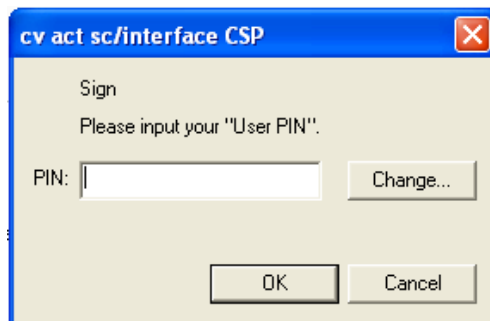 cv act sc/interface CSP
Sign
Please input your "User PIN".
PIN: Change...
OK Cancel